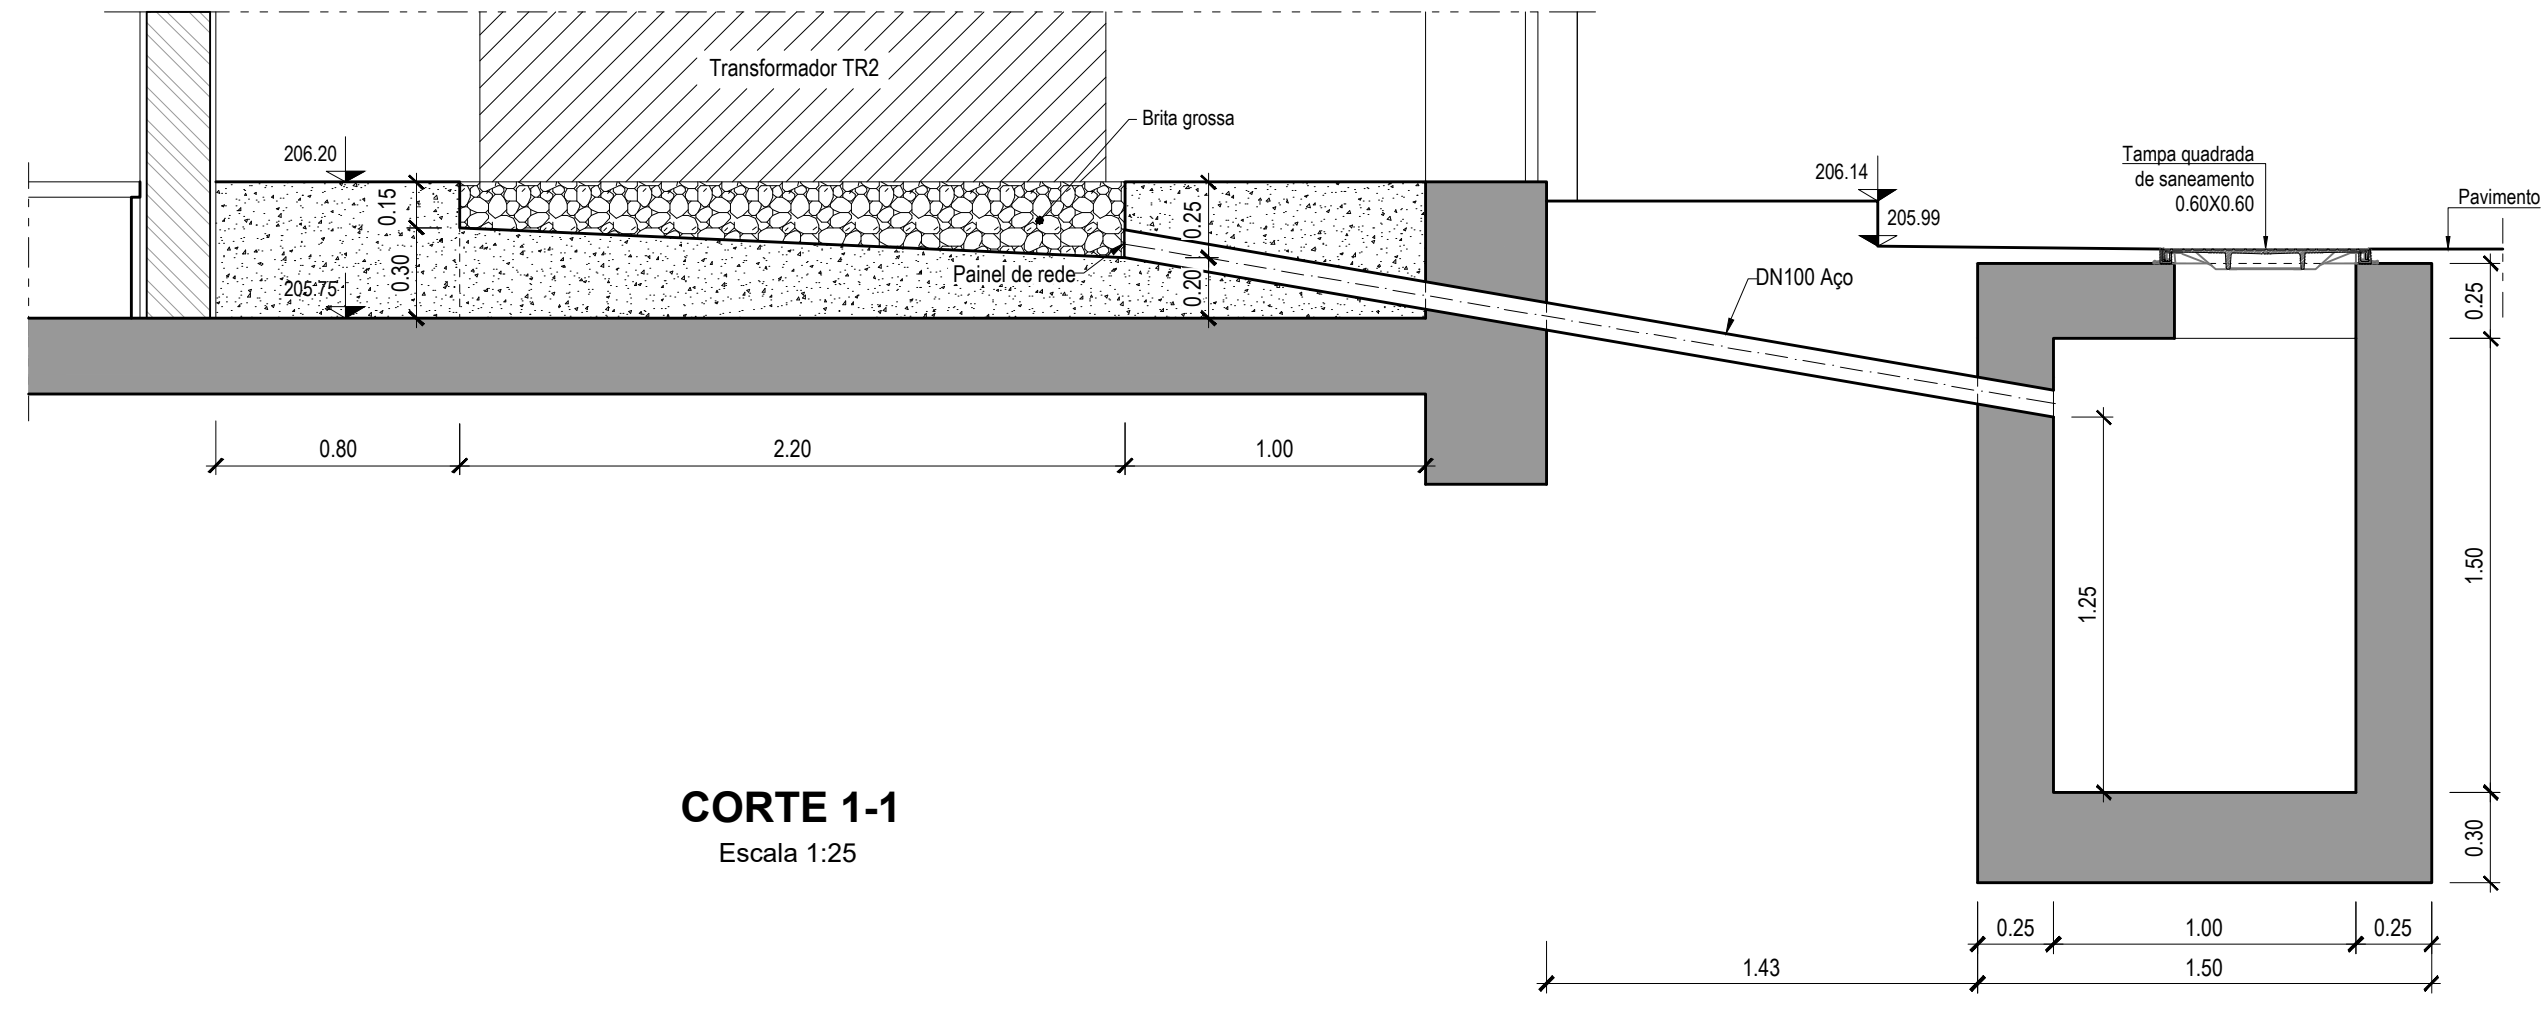 Transformador TR2
Brita grossa
206.20
206.14
Tampa quadrada
de saneamento
0.60X0.60
Pavimento
0.15
0.25
205.99
Painel de rede
DN100 Aço
205.75
0.30
0.20
0.25
0.80
2.20
1.00
1.50
1.25
CORTE 1-1
Escala 1:25
0.30
0.25
1.00
0.25
1.43
1.50